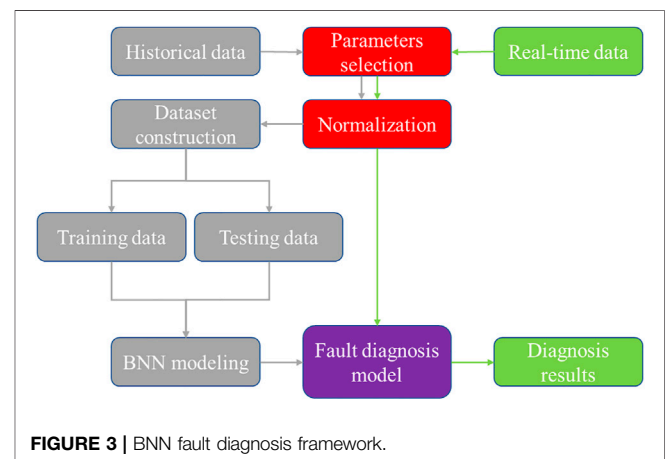 Historical data
Parameters
selection
Real-time data
Dataset
construction
Normalization
Training data
Testing data
BNN modeling
Fault diagnosis
model
Diagnosis
results
FIGURE 3 | BNN fault diagnosis framework.